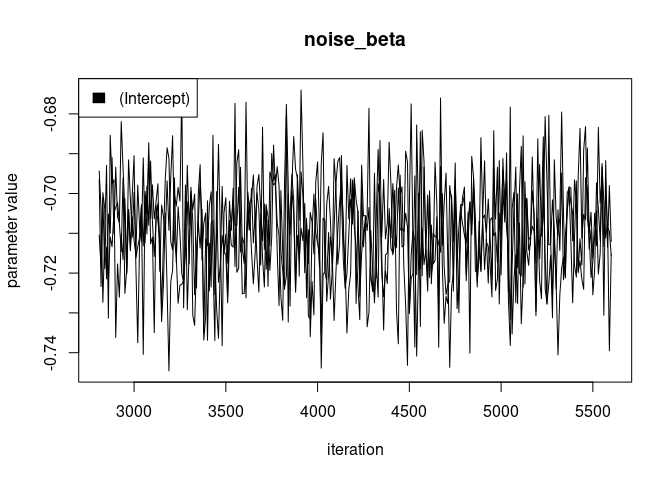 noise_beta
(Intercept)
parameter value
-0.68
-0.70
-0.72
-0.74
3000 3500 4000 4500 5000 5500
iteration